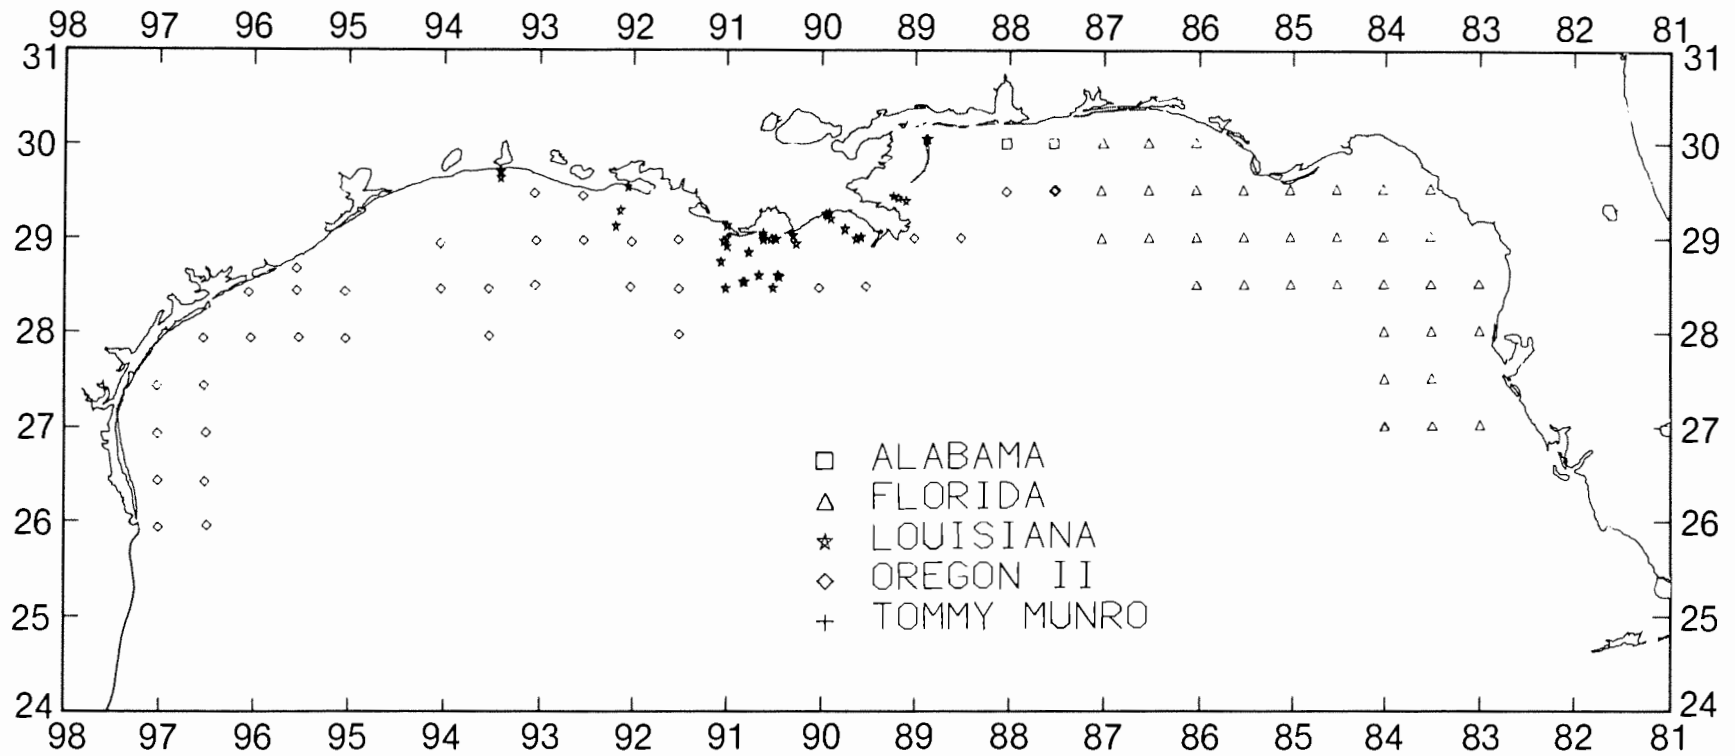 98 97 96 95 94 93 92 91 90 89 88 87 86 85 84 83 82 81
31 31
30 30
29 29
28 28
27 27
ALABAMA
FLORIDA
26 26
LOUISIANA
OREGON II
25 25
TOMMY MUNRO
24 24
98 97 96 95 94 93 92 91 90 89 88 87 86 85 84 83 82 81